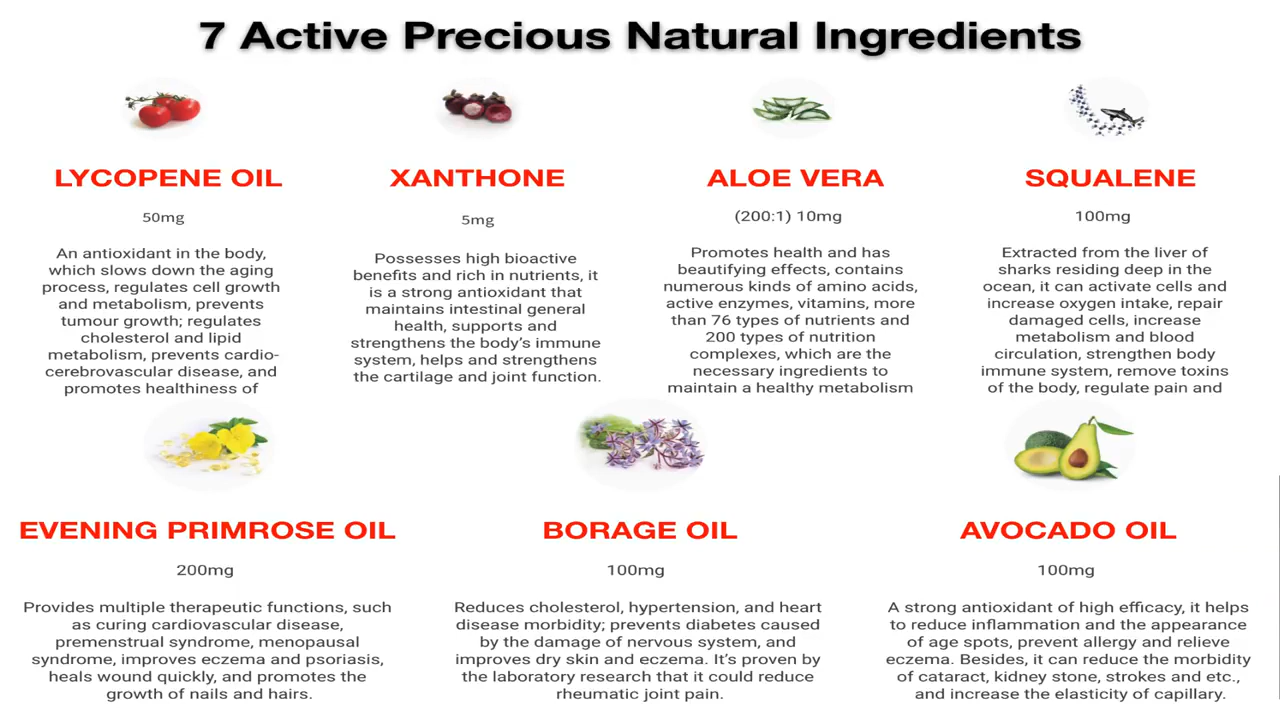 7 Active Precious Natural Ingredients
LYCOPENE OIL
50mg
An antioxidant in the body,
which slows down the aging
process, regulates cell growth
and metabolism, prevents
tumour growth; regulates
cholesterol and lipid
metabolism, prevents cardio-
cerebrovascular disease, and
promotes healthiness of
XANTHONE
5mg
Possesses high bioactive
benefits and rich in nutrients, it
is a strong antioxidant that
maintains intestinal general
health, supports and
strengthens the body's immune
system, helps and strengthens
the cartilage and joint function.
ALOE VERA
(200:1) 10mg
Promotes health and has
beautifying effects, contains
numerous kinds of amino acids,
active enzymes, vitamins, more
than 76 types of nutrients and
200 types of nutrition
complexes, which are the
necessary ingredients to
maintain a healthy metabolism
SQUALENE
100mg
Extracted from the liver of
sharks residing deep in the
ocean, it can activate cells and
increase oxygen intake, repair
damaged cells, increase
metabolism and blood
circulation, strengthen body
immune system, remove toxins
of the body, regulate pain and
EVENING PRIMROSE OIL
200mg
Provides multiple therapeutic functions, such
as curing cardiovascular disease,
premenstrual syndrome, menopausal
syndrome, improves eczema and psoriasis,
heals wound quickly, and promotes the
growth of nails and hairs.
BORAGE OIL
100mg
Reduces cholesterol, hypertension, and heart
disease morbidity; prevents diabetes caused
by the damage of nervous system, and
improves dry skin and eczema. It's proven by
the laboratory research that it could reduce
rheumatic joint pain.
AVOCADO OIL
100mg
A strong antioxidant of high efficacy, it helps
to reduce inflammation and the appearance
of age spots, prevent allergy and relieve
eczema. Besides, it can reduce the morbidity
of cataract, kidney stone, strokes and etc.,
and increase the elasticity of capillary.